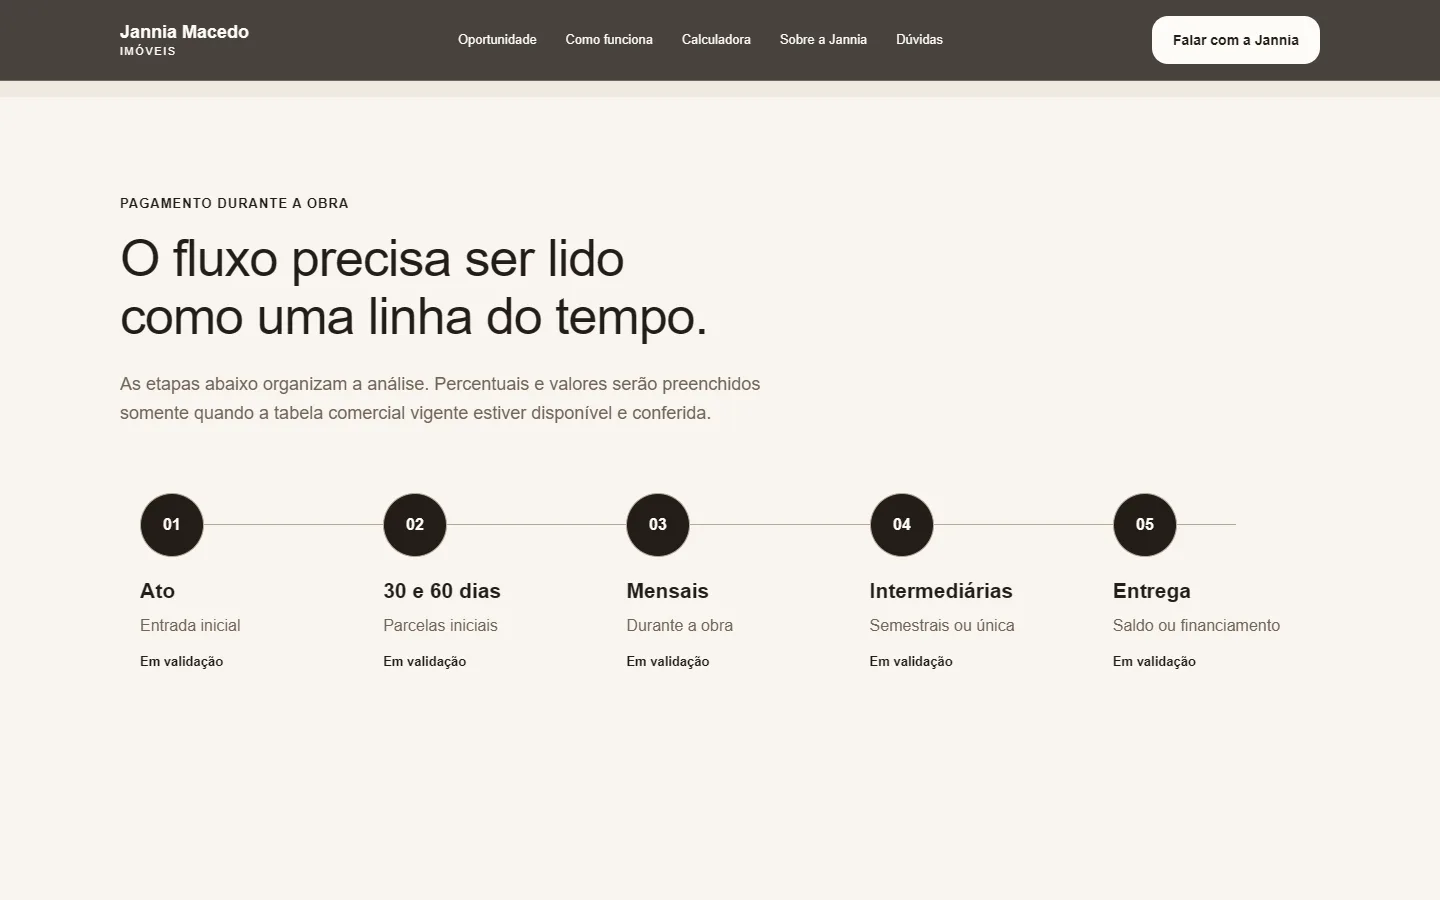 Jannia Macedo
IMÓVEIS
Oportunidade
Como funciona
Calculadora
Sobre a Jannia
Dúvidas
Falar com a Jannia
PAGAMENTO DURANTE A OBRA
O fluxo precisa ser lido
como uma linha do tempo.
As etapas abaixo organizam a análise. Percentuais e valores serão preenchidos
somente quando a tabela comercial vigente estiver disponível e conferida.
01
Ato
Entrada inicial
Em validação
02
30 e 60 dias
Parcelas iniciais
Em validação
03
Mensais
Durante a obra
Em validação
04
Intermediárias
Semestrais ou única
Em validação
05
Entrega
Saldo ou financiamento
Em validação